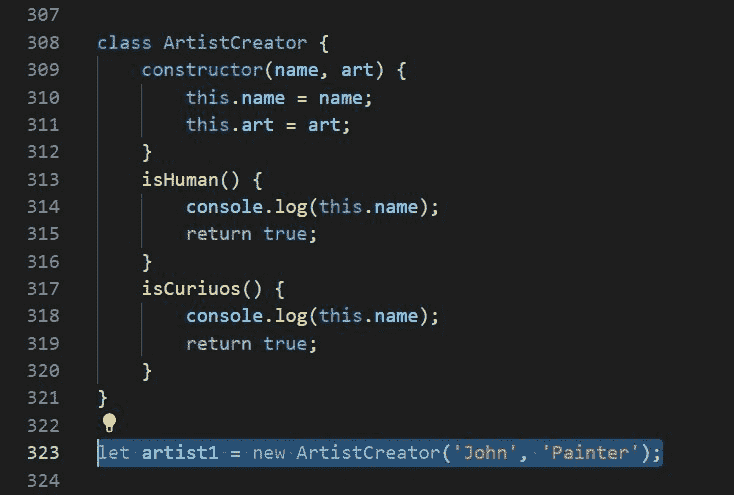 307
308 class ArtistCreator {
309     constructor(name, art) {
310         this.name = name;
311         this.art = art;
312     }
313     isHuman() {
314         console.log(this.name);
315         return true;
316     }
317     isCuriuos() {
318         console.log(this.name);
319         return true;
320     }
321 }
322
323 let artist1 = new ArtistCreator('John', 'Painter');
324